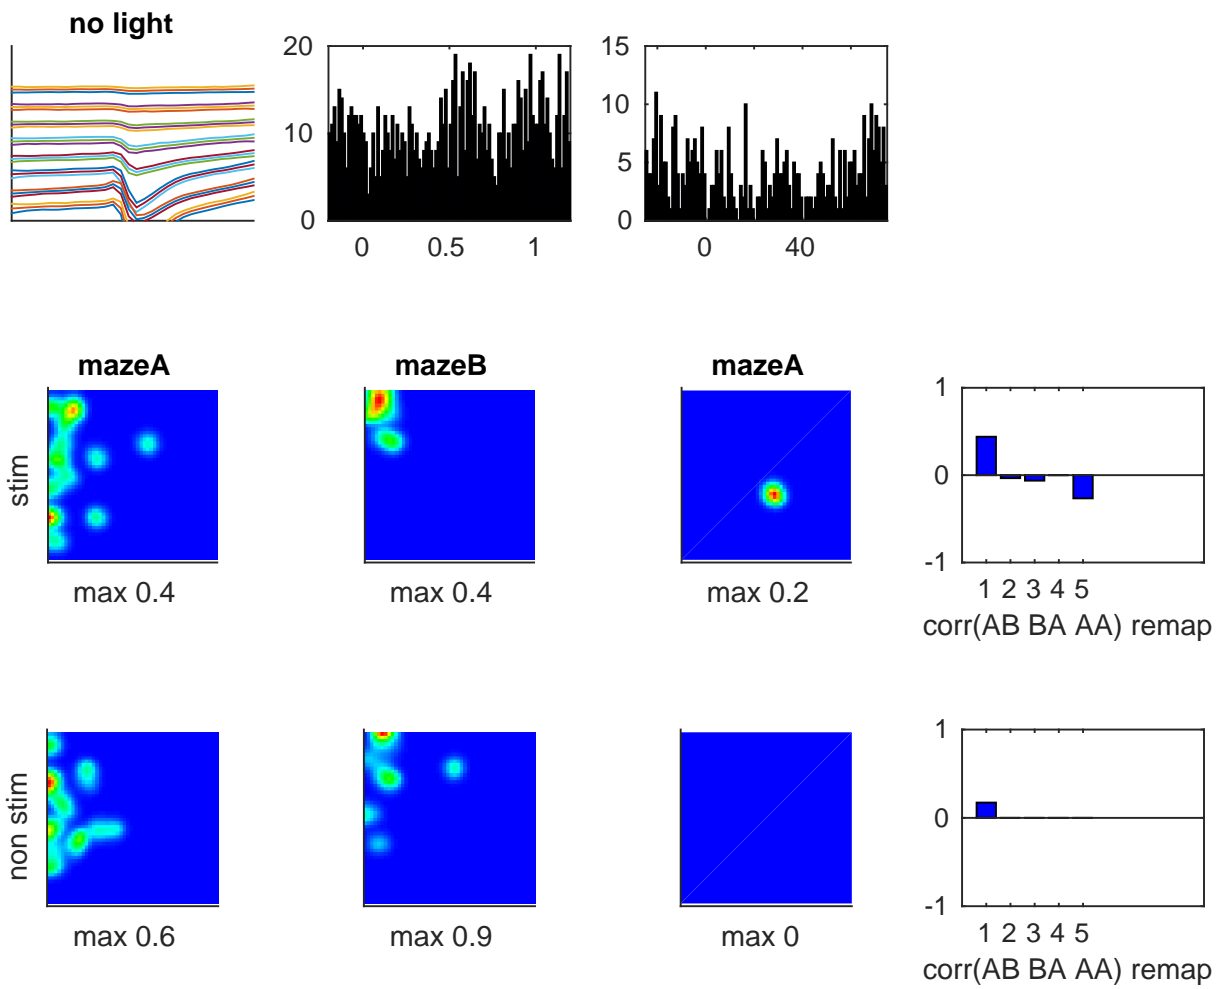 no light
20
10
0
0 0.5 1
15
10
5
0
0 40
mazeA
mazeB
mazeA
stim
max 0.4
max 0.4
max 0.2
1
0
-1
1 2 3 4 5
corr(AB BA AA) remap
non stim
max 0.6
max 0.9
max 0
1
0
-1
1 2 3 4 5
corr(AB BA AA) remap